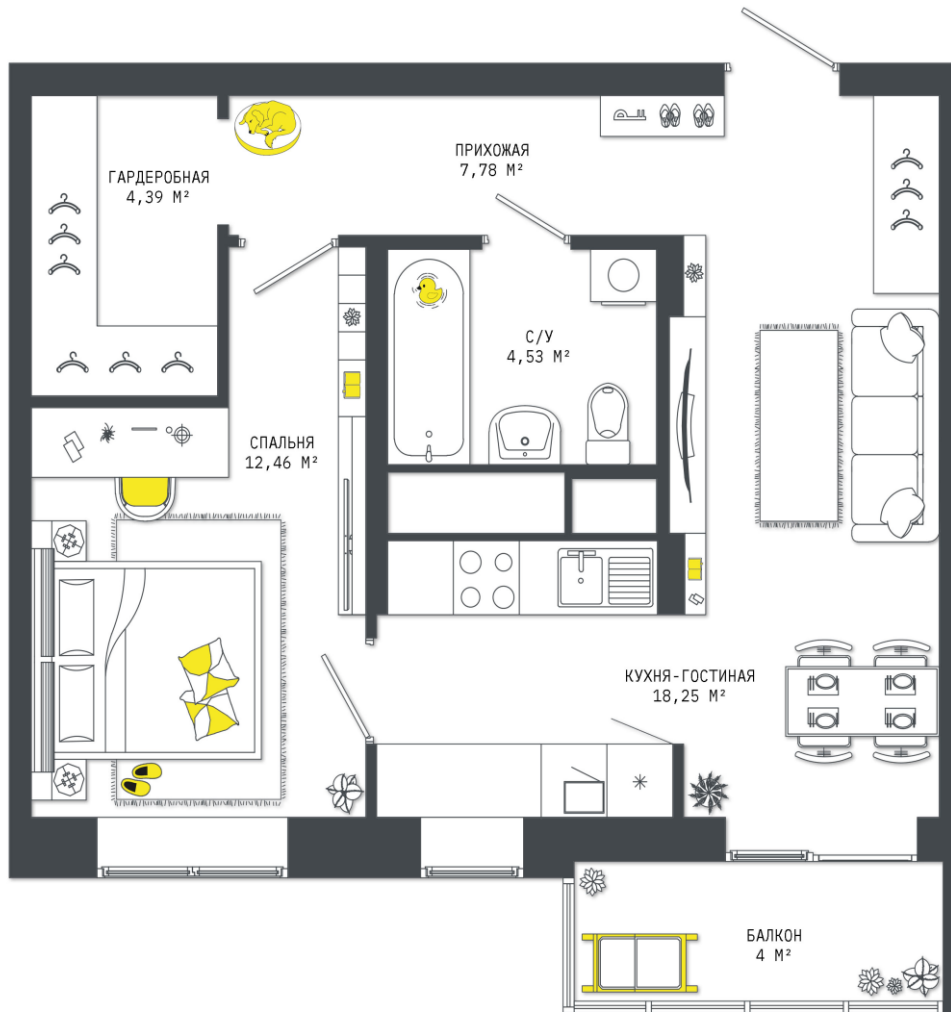 ПРИХОЖАЯ
7,78 М²
ГАРДЕРОБНАЯ
4,39 М²
С/У
4,53 М²
СПАЛЬНЯ
12,46 М²
КУХНЯ-ГОСТИНАЯ
18,25 М²
БАЛКОН
4 М²